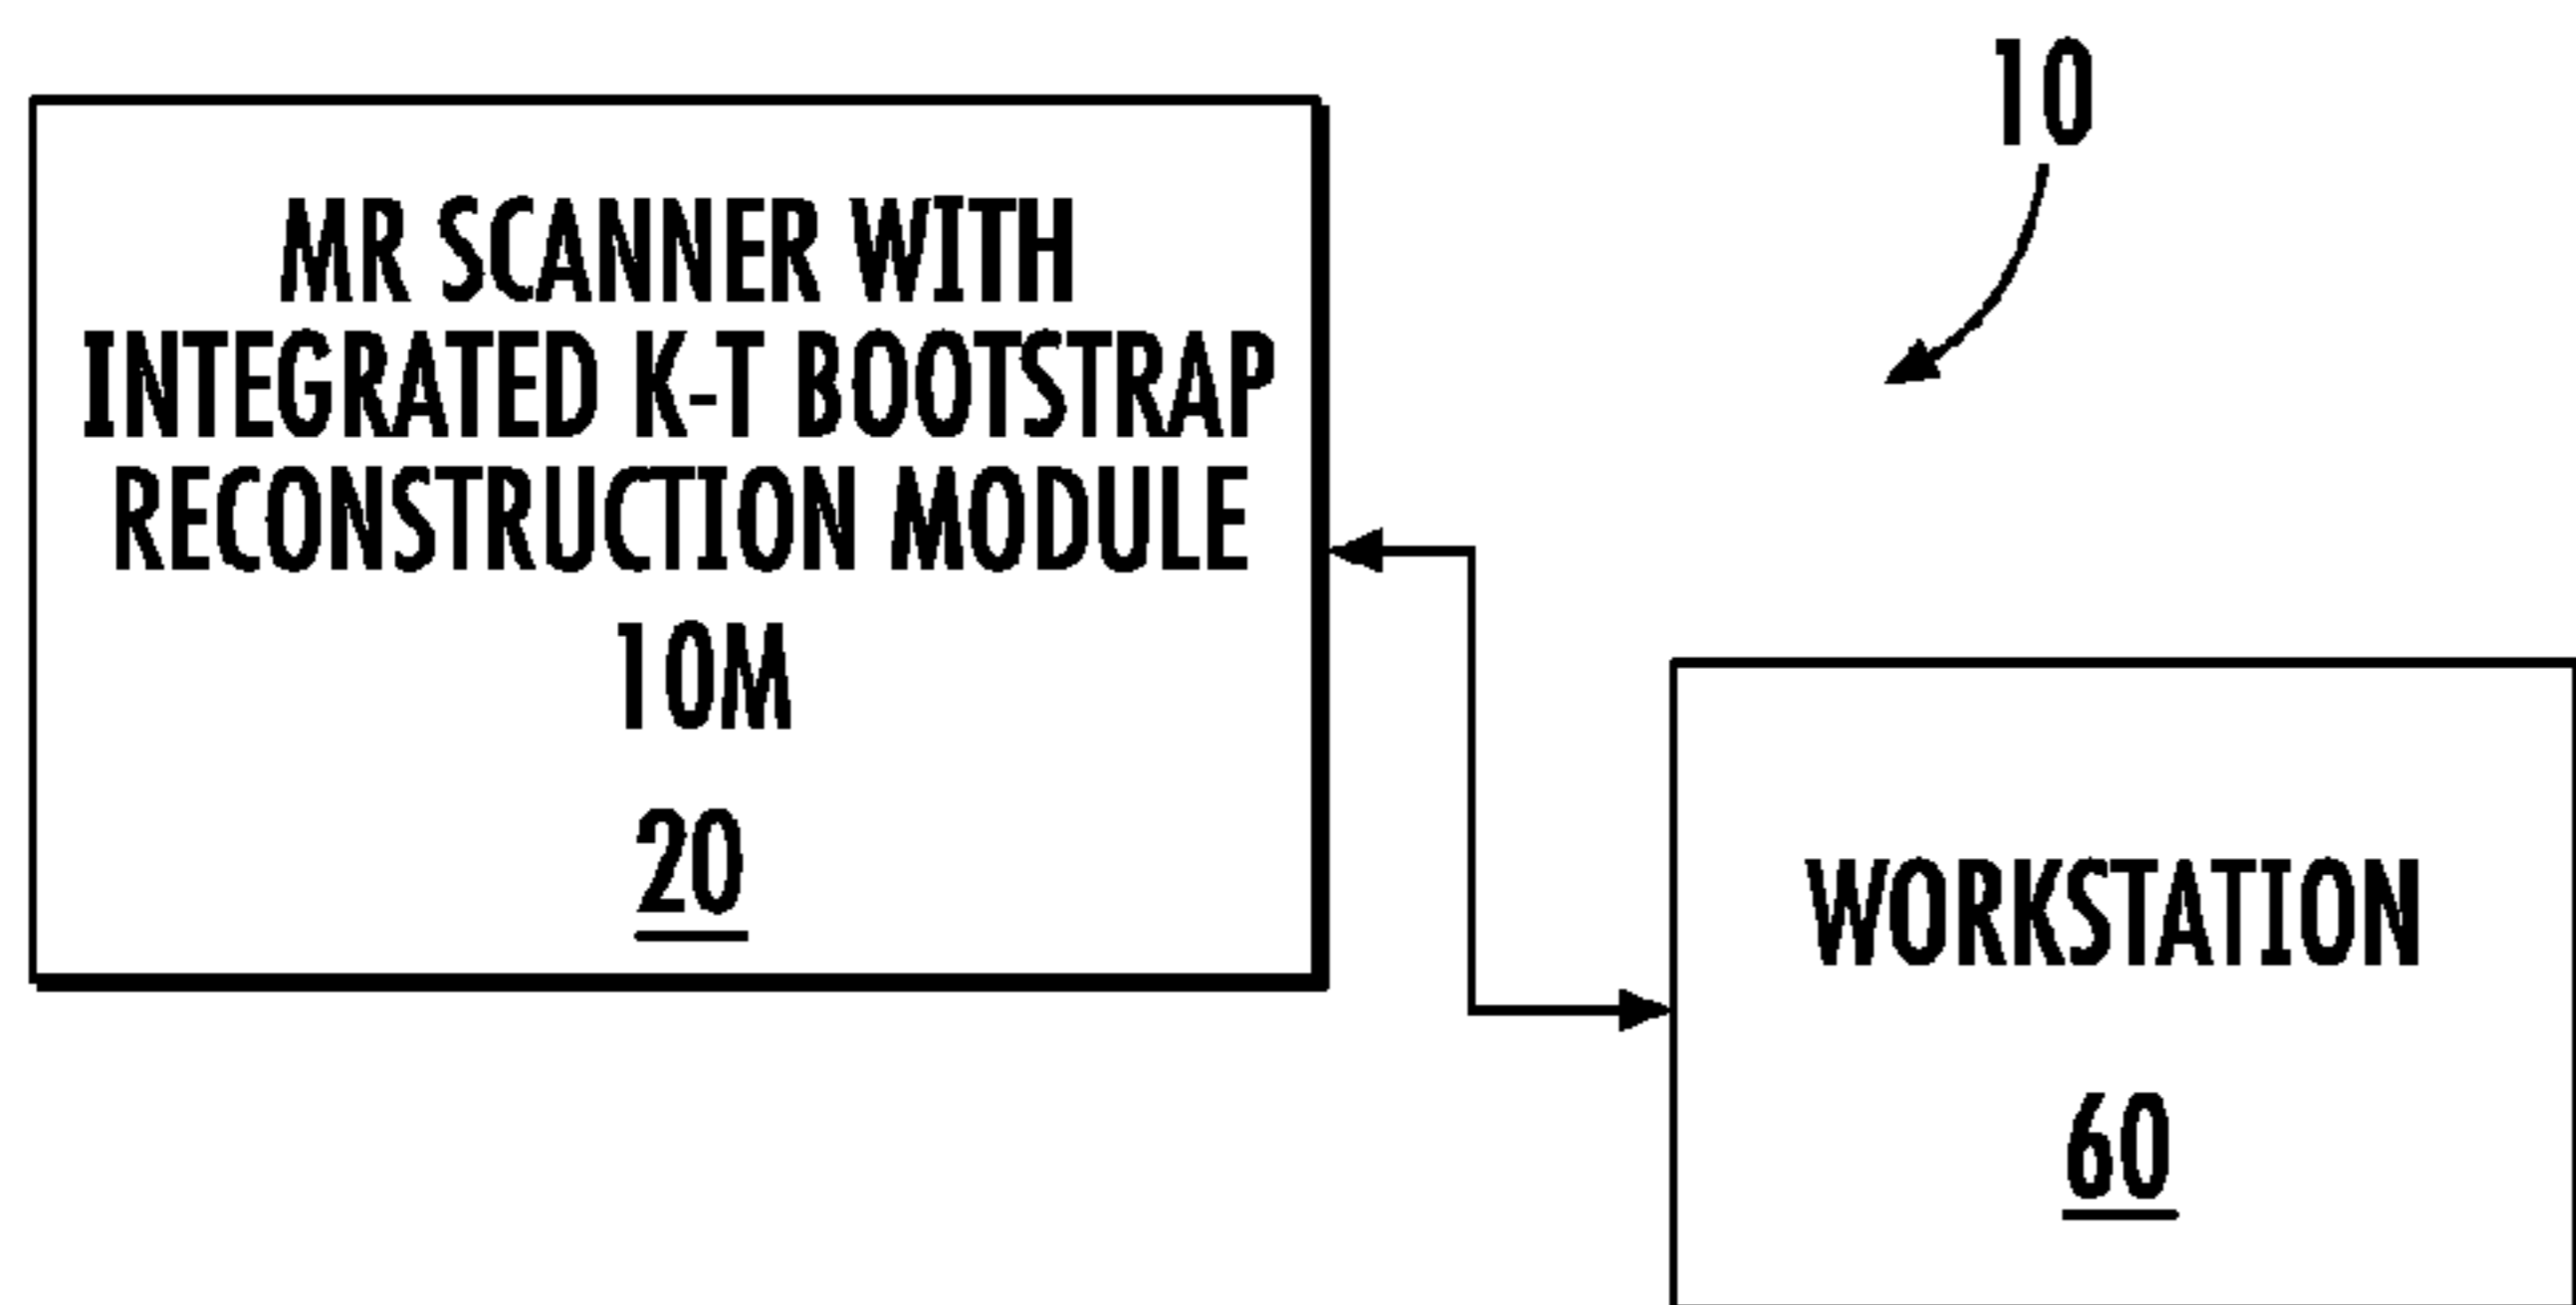 10
MR SCANNER WITH
INTEGRATED K-T BOOTSTRAP
RECONSTRUCTION MODULE
10M
20
WORKSTATION
60